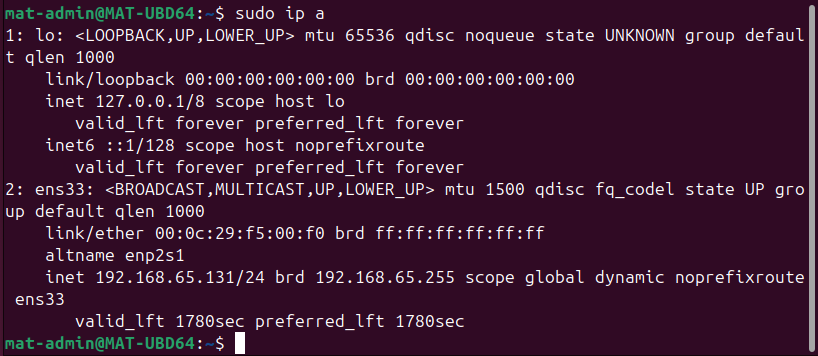 mat-admin@MAT-UBD64:~$ sudo ip a
1: lo: <LOOPBACK,UP,LOWER_UP> mtu 65536 qdisc noqueue state UNKNOWN group defaul
t qlen 1000
    link/loopback 00:00:00:00:00:00 brd 00:00:00:00:00:00
    inet 127.0.0.1/8 scope host lo
       valid_lft forever preferred_lft forever
    inet6 ::1/128 scope host noprefixroute
       valid_lft forever preferred_lft forever
2: ens33: <BROADCAST,MULTICAST,UP,LOWER_UP> mtu 1500 qdisc fq_codel state UP gro
up default qlen 1000
    link/ether 00:0c:29:f5:00:f0 brd ff:ff:ff:ff:ff:ff
    altname enp2s1
    inet 192.168.65.131/24 brd 192.168.65.255 scope global dynamic noprefixroute
 ens33
       valid_lft 1780sec preferred_lft 1780sec
mat-admin@MAT-UBD64:~$